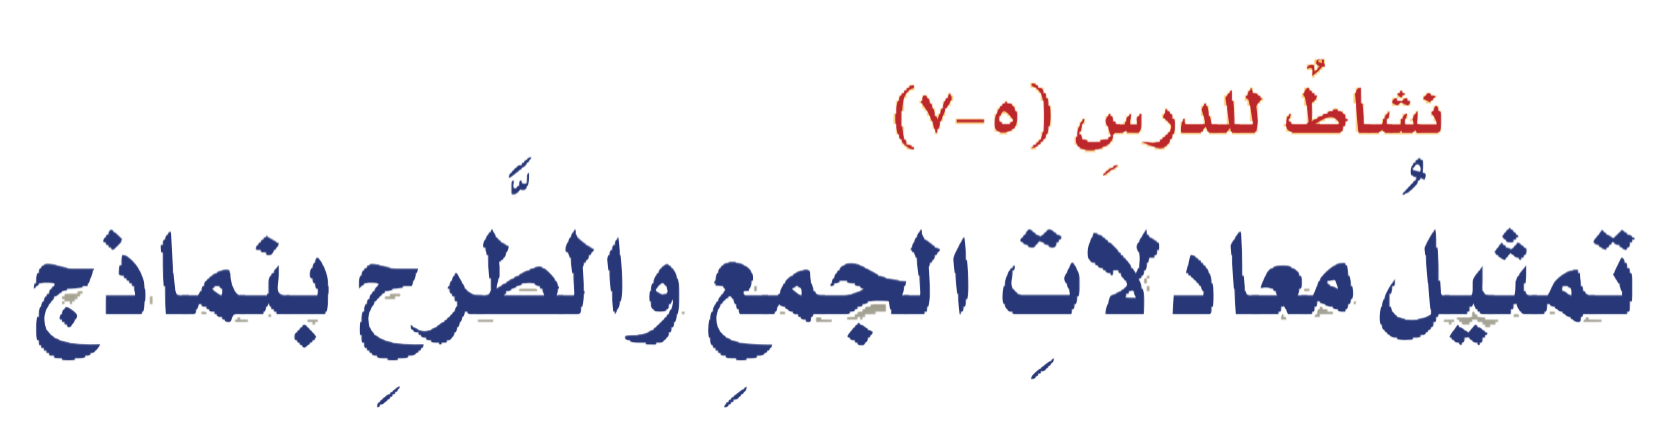 نشاطٌ للدرسِ (٥-٧)
تمثيلُ معادلاتِ الجمعِ والطَّرحِ بنماذج